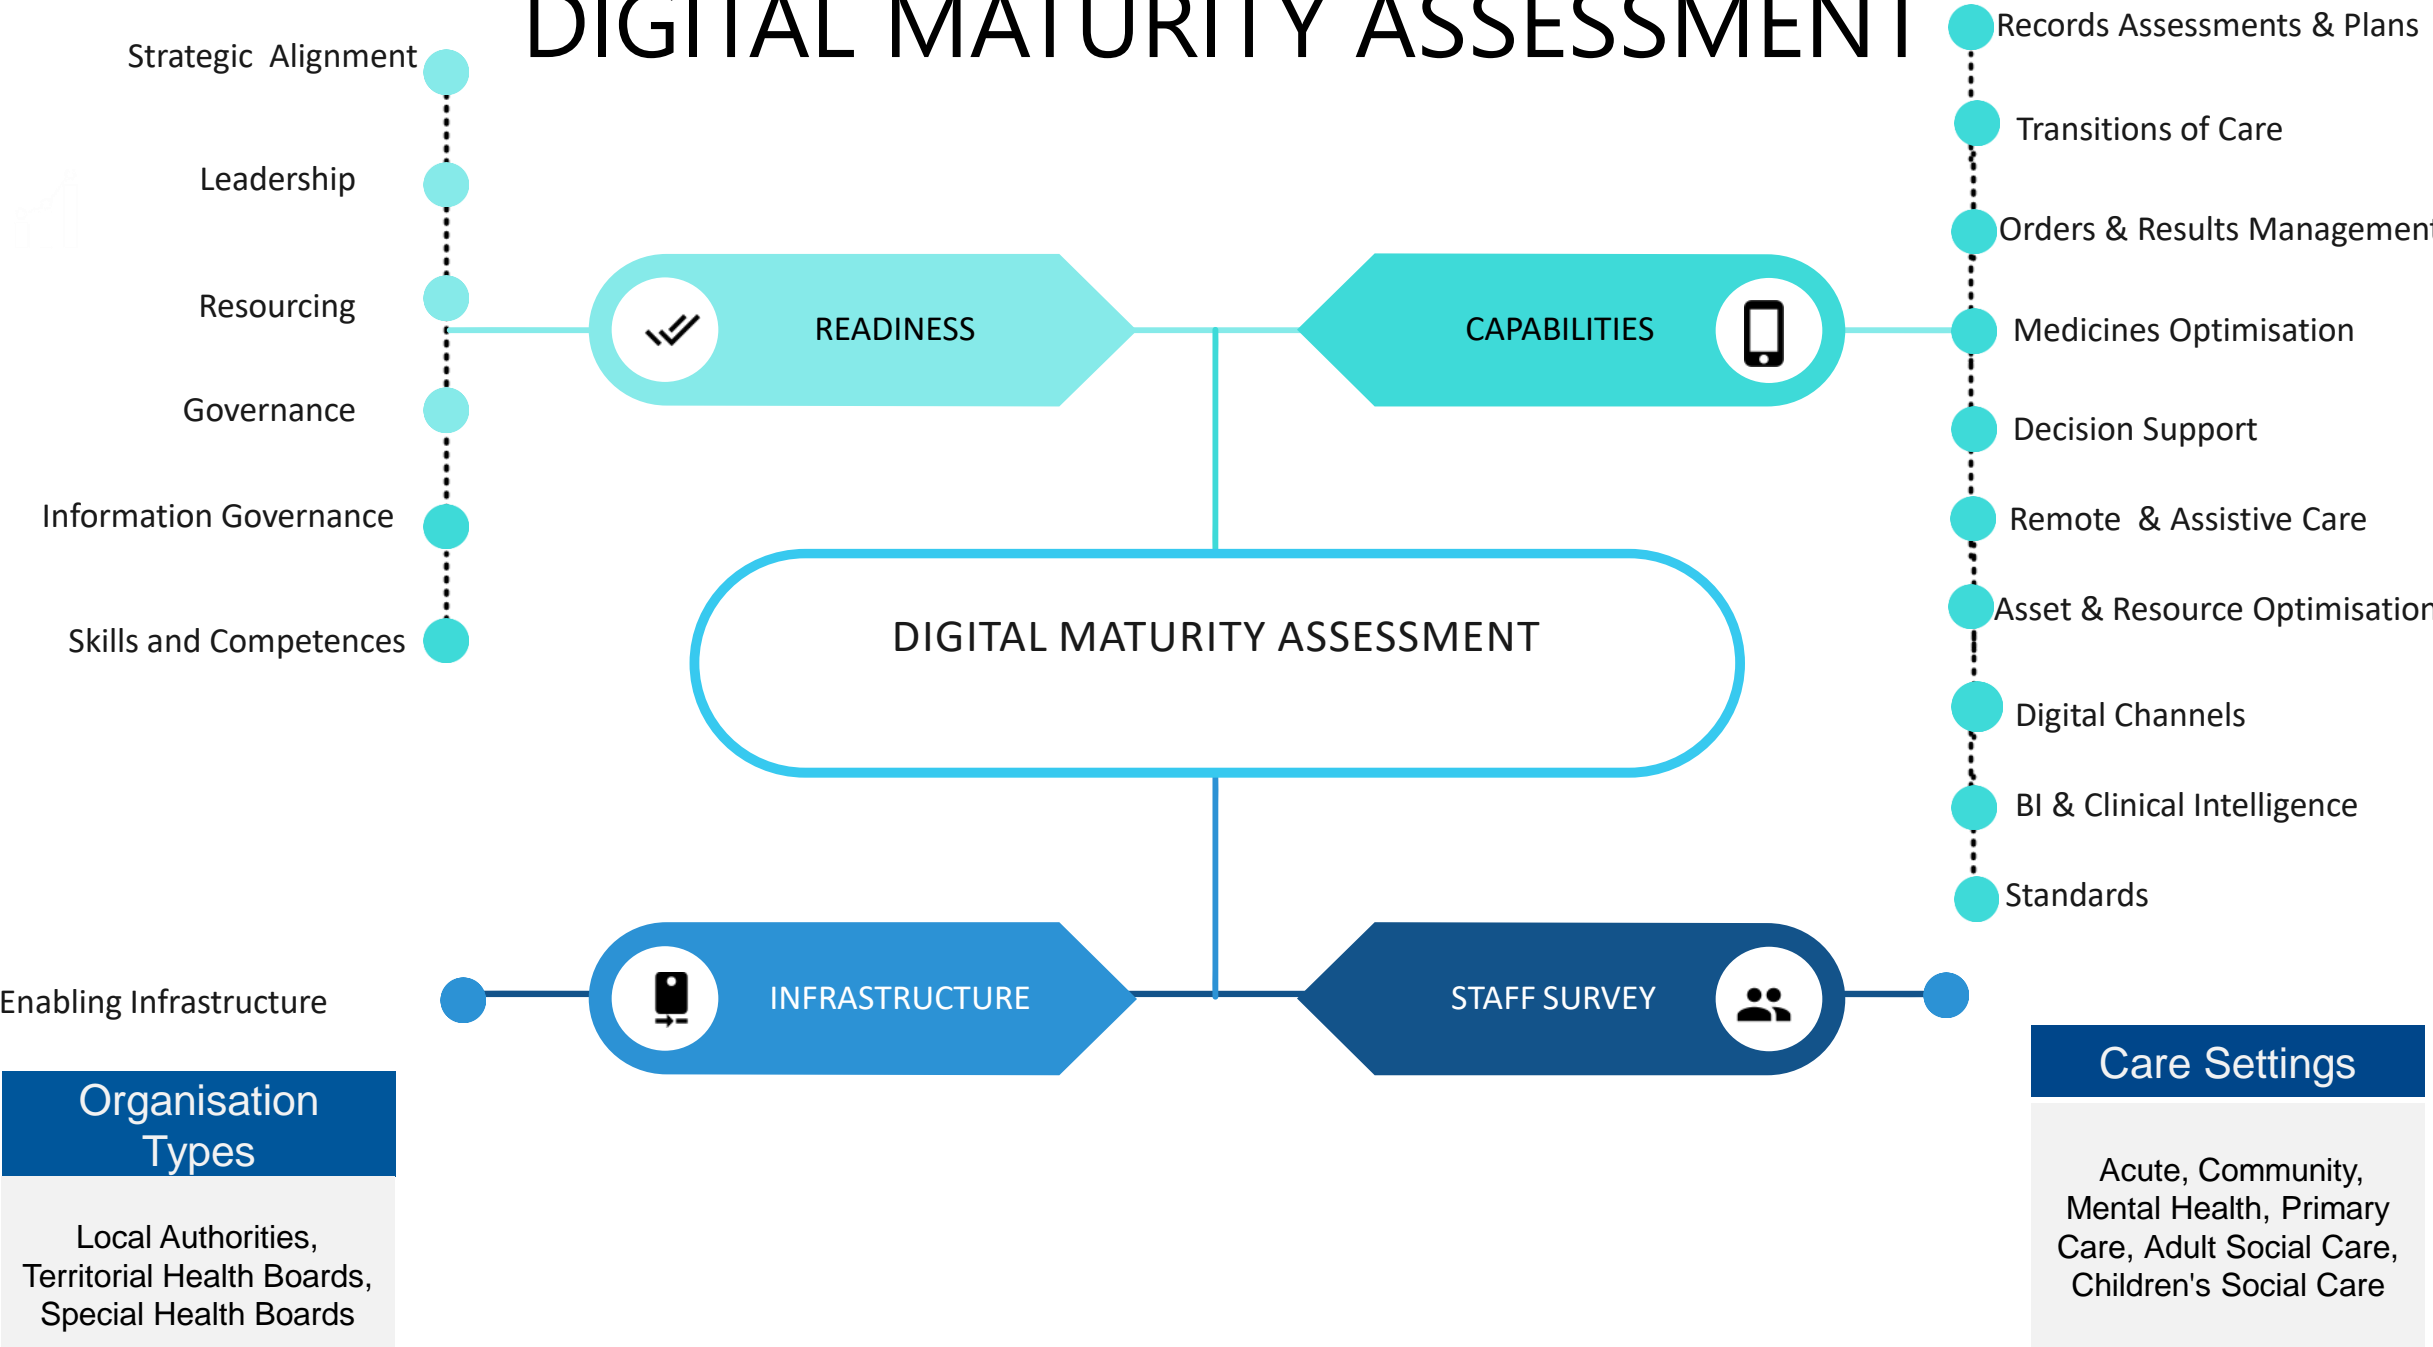 DIGITAL MATURITY ASSESSMENT
Strategic Alignment
Leadership
Resourcing
Governance
Information Governance
Skills and Competences
READINESS
CAPABILITIES
Records Assessments & Plans
Transitions of Care
Orders & Results Management
Medicines Optimisation
Decision Support
Remote & Assistive Care
Asset & Resource Optimisation
Digital Channels
BI & Clinical Intelligence
Standards
DIGITAL MATURITY ASSESSMENT
Enabling Infrastructure
INFRASTRUCTURE
STAFF SURVEY
Organisation
Types
Local Authorities,
Territorial Health Boards,
Special Health Boards
Care Settings
Acute, Community,
Mental Health, Primary
Care, Adult Social Care,
Children's Social Care